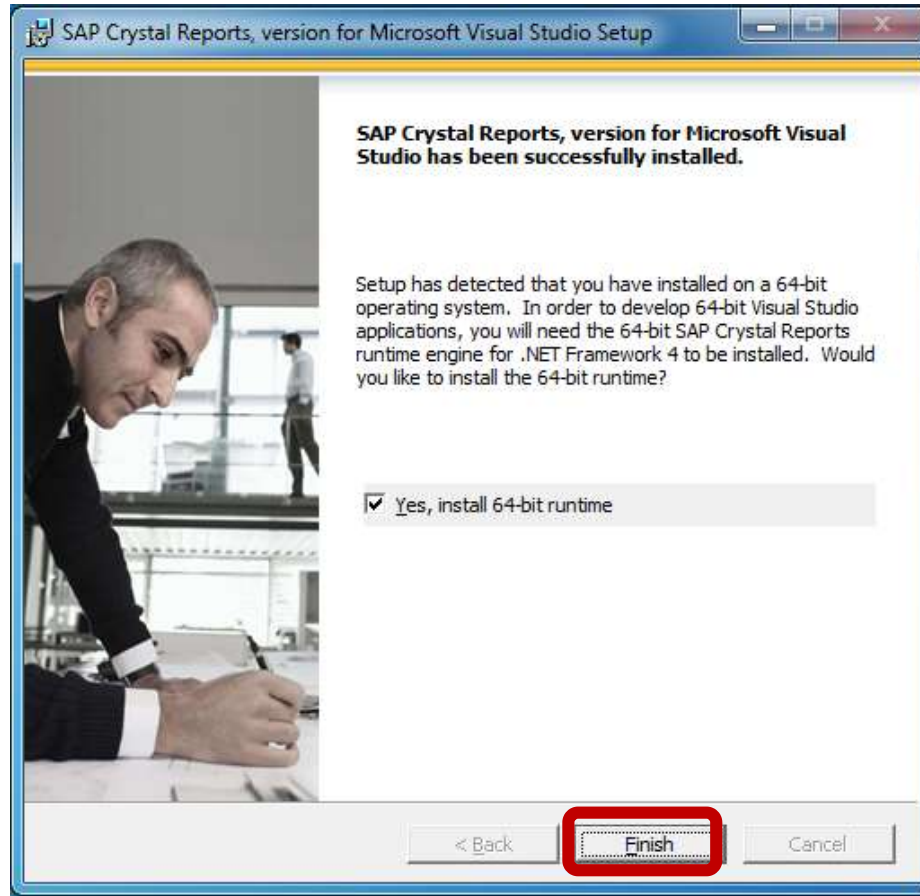 SAP Crystal Reports, version for Microsoft Visual Studio Setup
SAP Crystal Reports, version for Microsoft Visual
Studio has been successfully installed.
Setup has detected that you have installed on a 64-bit
operating system. In order to develop 64-bit Visual Studio
applications, you will need the 64-bit SAP Crystal Reports
runtime engine for .NET Framework 4 to be installed. Would
you like to install the 64-bit runtime?
Yes, install 64-bit runtime
< Back
Finish
Cancel